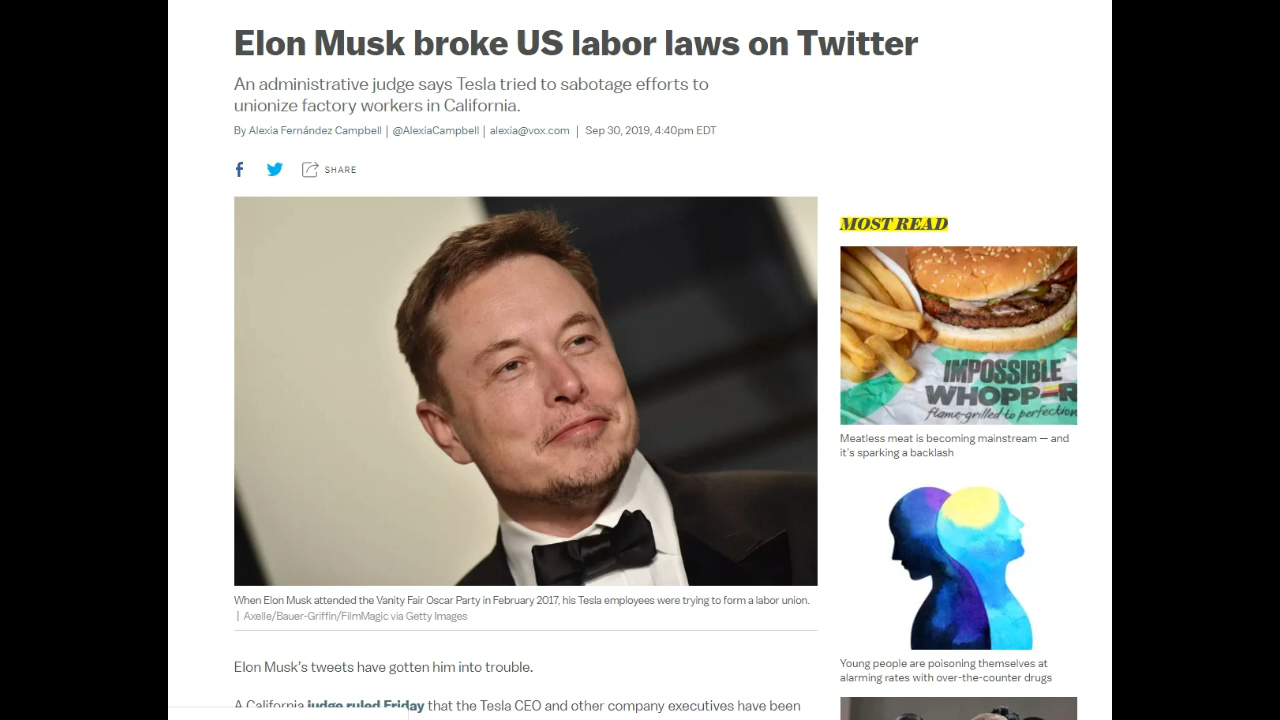 Elon Musk broke US labor laws on Twitter
An administrative judge says Tesla tried to sabotage efforts to
unionize factory workers in California.
By Alexia Fernández Campbell | @AlexiaCampbell | alexia@vox.com | Sep 30, 2019, 4:40pm EDT
SHARE
When Elon Musk attended the Vanity Fair Oscar Party in February 2017, his Tesla employees were trying to form a labor union.
| Axelle/Bauer-Griffin/FilmMagic via Getty Images
Elon Musk's tweets have gotten him into trouble.
A California judge ruled Friday that the Tesla CEO and other company executives have been
MOST READ
IMPOSSIBLE
WHOPPER
flame-grilled to perfection
Meatless meat is becoming mainstream — and
it's sparking a backlash
Young people are poisoning themselves at
alarming rates with over-the-counter drugs